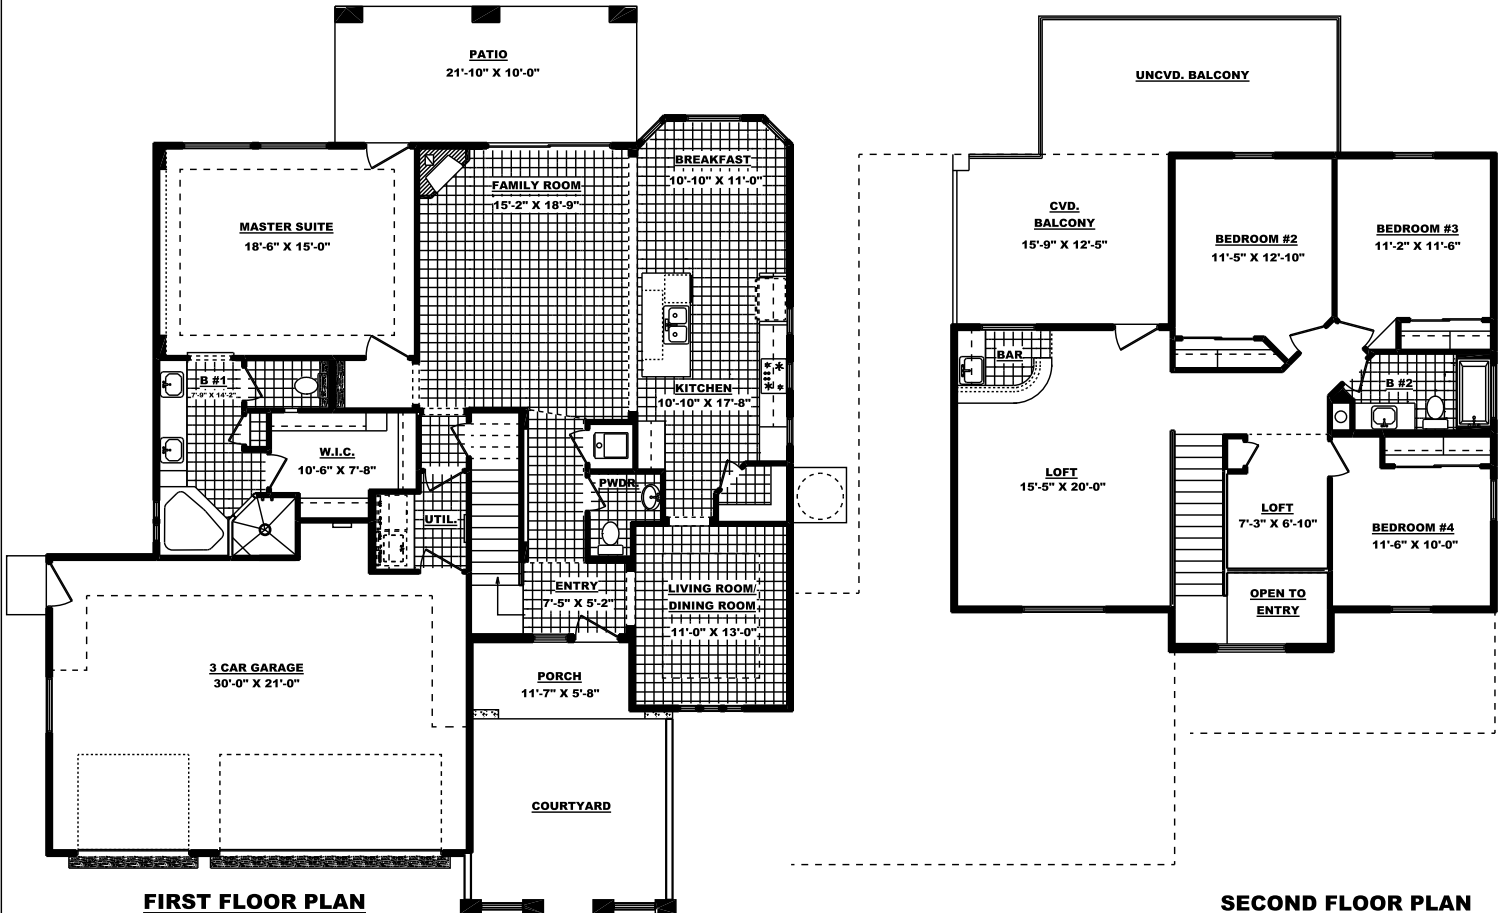 PATIO
21'-10" X 10'-0"
BREAKFAST
10'-10" X 11'-0"
FAMILY ROOM
15'-2" X 18'-9"
MASTER SUITE
18'-6" X 15'-0"
B #1
7'-9" X 14'-2"
KITCHEN
10'-10" X 17'-8"
W.I.C.
10'-6" X 7'-8"
PWDR.
UTIL.
ENTRY
7'-5" X 5'-2"
LIVING ROOM/
DINING ROOM
11'-0" X 13'-0"
3 CAR GARAGE
30'-0" X 21'-0"
PORCH
11'-7" X 5'-8"
COURTYARD
FIRST FLOOR PLAN
UNCVD. BALCONY
CVD.
BALCONY
15'-9" X 12'-5"
BEDROOM #2
11'-5" X 12'-10"
BEDROOM #3
11'-2" X 11'-6"
BAR
B #2
LOFT
15'-5" X 20'-0"
LOFT
7'-3" X 6'-10"
BEDROOM #4
11'-6" X 10'-0"
OPEN TO
ENTRY
SECOND FLOOR PLAN